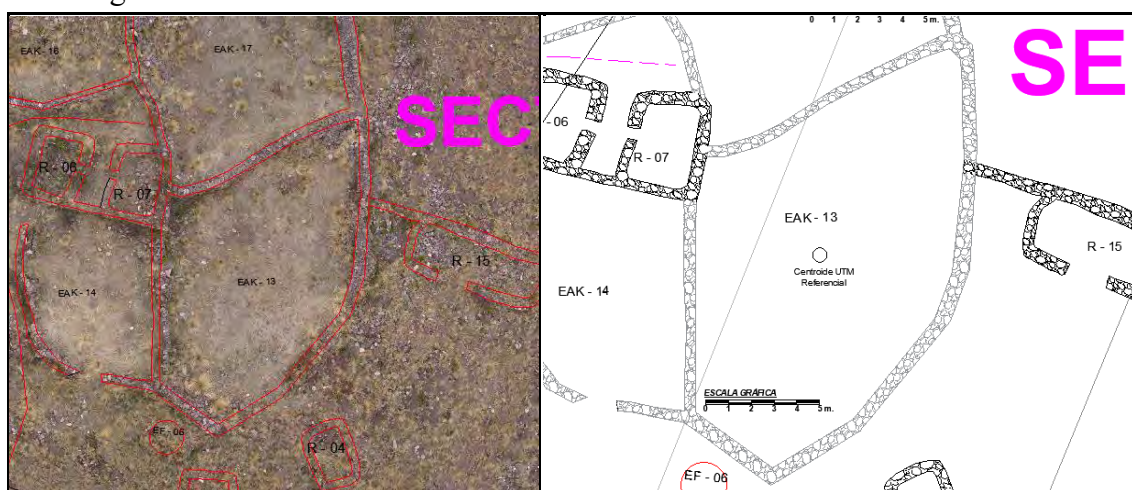 EAK - 16
EAK - 17
SECT
R - 06
R - 07
EAK - 14
EAK - 13
R - 15
EF - 06
R - 04
0 1 2 3 4 5 m.
SE
- 06
R - 07
EAK - 13
R - 15
Centroide UTM
Referencial
EAK - 14
ESCALA GRÁFICA
0 1 2 3 4 5 m.
EF - 06